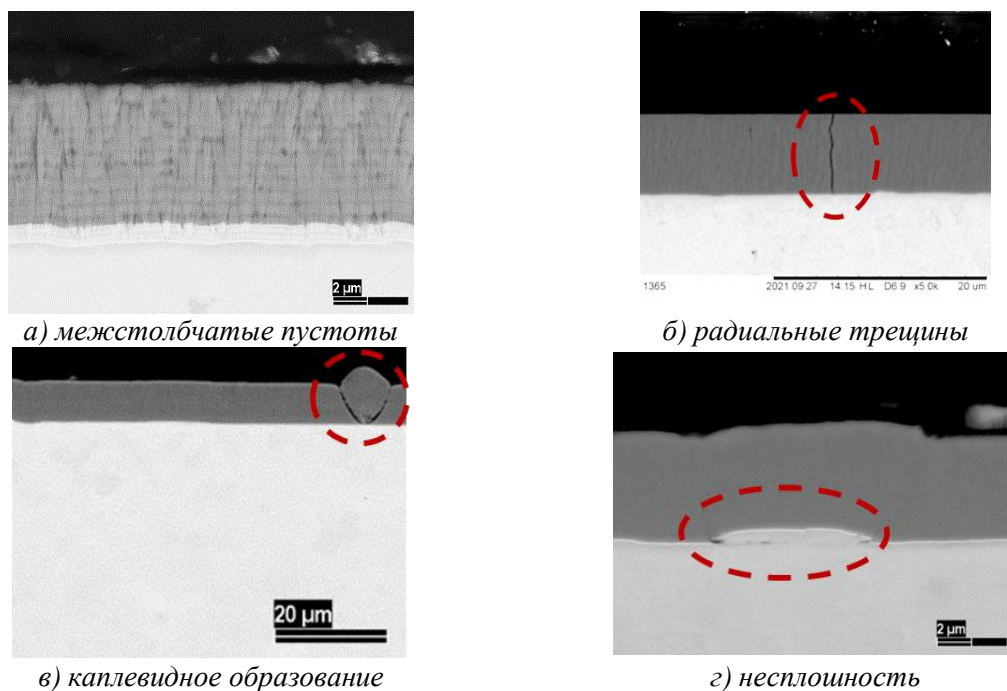 2 µm
1365 2021.09.27 14:15 HL D6.9 x5.0k 20 um
а) межстолбчатые пустоты
б) радиальные трещины
20 µm
2 µm
в) каплевидное образование
г) несплошность